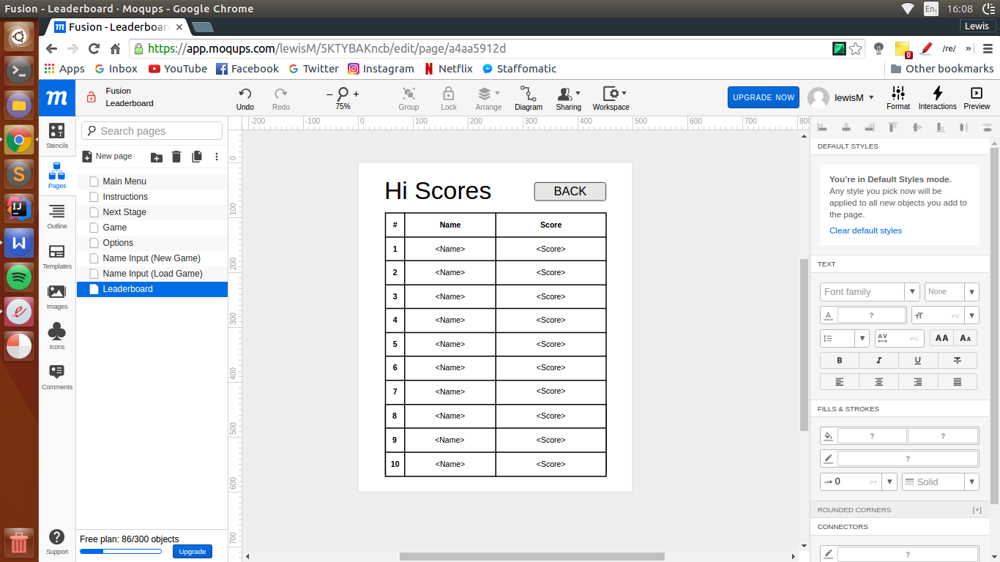 Fusion - Leaderboard · Moqups - Google Chrome
En1 16:08
Fusion - Leaderboar
Lewis
https://app.moqups.com/lewisM/5KTYBAKncb/edit/page/a4aa5912d
0 /re/ »
Apps Inbox YouTube Facebook Twitter Instagram Netflix Staffomatic Other bookmarks
m
Fusion
Leaderboard
Undo Redo
– +
75%
Group Lock Arrange Diagram Sharing Workspace
UPGRADE NOW
lewisM
Format Interactions Preview
Stencils
Pages
Outline
Templates
Images
Icons
Comments
Support
Search pages
New page
Main Menu
Instructions
Next Stage
Game
Options
Name Input (New Game)
Name Input (Load Game)
Leaderboard
Free plan: 86/300 objects
Upgrade
-200 -100 0 100 200 300 400 500 600 700 800
0
100
200
300
400
500
600
700
Hi Scores BACK
# Name Score
1 <Name> <Score>
2 <Name> <Score>
3 <Name> <Score>
4 <Name> <Score>
5 <Name> <Score>
6 <Name> <Score>
7 <Name> <Score>
8 <Name> <Score>
9 <Name> <Score>
10 <Name> <Score>
DEFAULT STYLES
You're in Default Styles mode.
Any style you pick now will be
applied to all new objects you add to
the page.
Clear default styles
TEXT
Font family None
A ? TT PX
AV PX AA AA
B I U T
FILLS & STROKES
? ?
?
0 PT Solid
ROUNDED CORNERS [+]
CONNECTORS
?